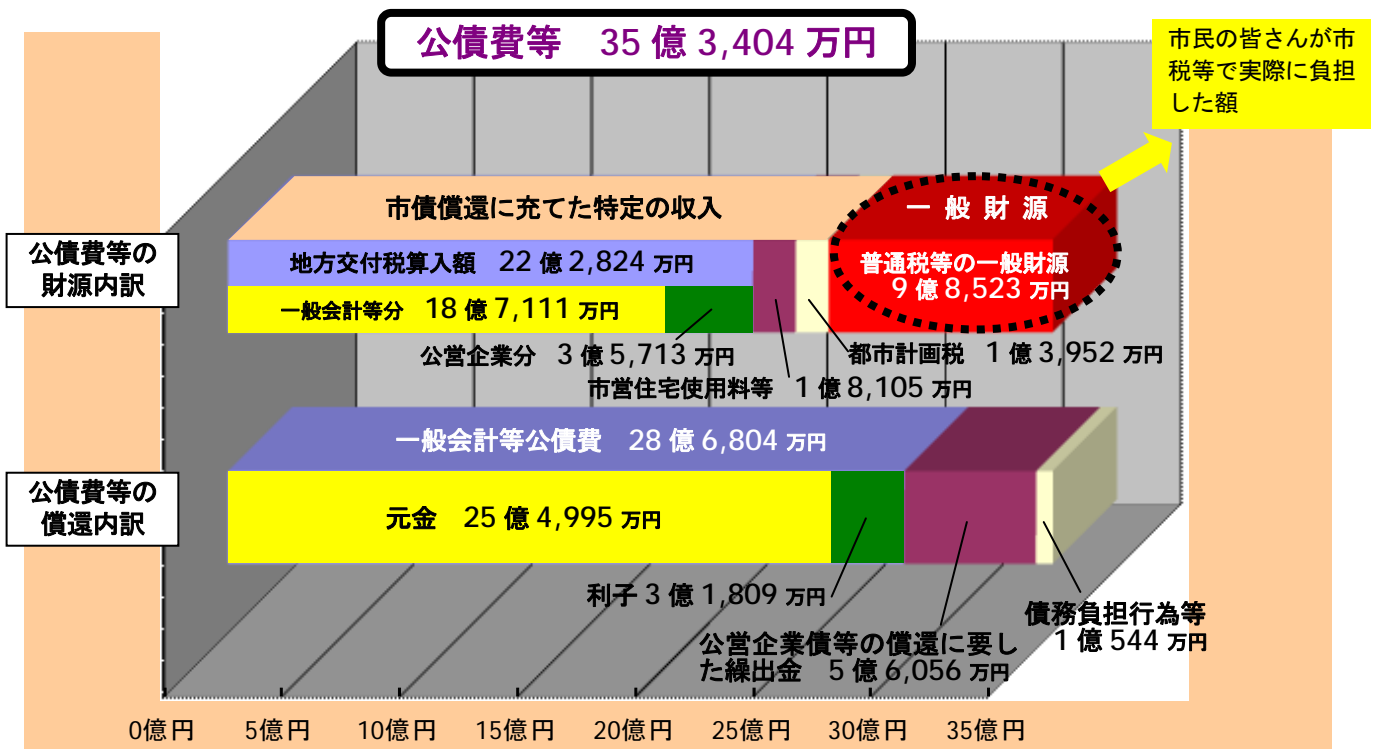 公債費等 35 億 3,404 万円
市民の皆さんが市
税等で実際に負担
した額
公債費等の
財源内訳
市債償還に充てた特定の収入
一 般 財 源
地方交付税算入額 22 億 2,824 万円
普通税等の一般財源
9 億 8,523 万円
一般会計等分 18 億 7,111 万円
公営企業分 3 億 5,713 万円
都市計画税 1 億 3,952 万円
市営住宅使用料等 1 億 8,105 万円
公債費等の
償還内訳
一般会計等公債費 28 億 6,804 万円
元金 25 億 4,995 万円
利子 3 億 1,809 万円
公営企業債等の償還に要し
た繰出金 5 億 6,056 万円
債務負担行為等
1 億 544 万円
0億円 5億円 10億円 15億円 20億円 25億円 30億円 35億円